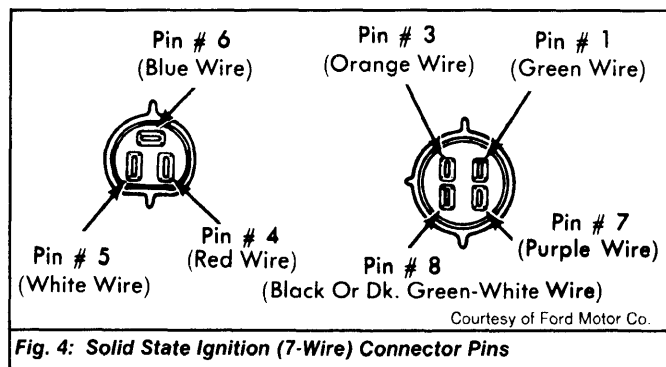 Pin # 6
(Blue Wire)
Pin # 3
(Orange Wire)
Pin # 1
(Green Wire)
Pin # 5
(White Wire)
Pin # 4
(Red Wire)
Pin # 8
(Black Or Dk. Green-White Wire)
Pin # 7
(Purple Wire)
Courtesy of Ford Motor Co.
Fig. 4: Solid State Ignition (7-Wire) Connector Pins